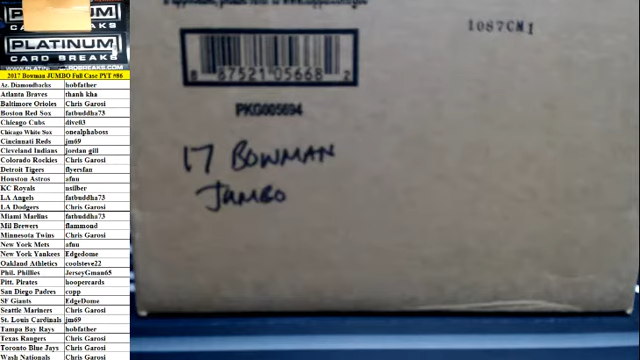 PLATINUM
CARD BREAKS
PLATINUM
CARD BREAKS
2017 Bowman JUMBO Full Case PYT #86
Az. Diamondbacks hobfather
Atlanta Braves thanh kha
Baltimore Orioles Chris Garosi
Boston Red Sox fatbuddha73
Chicago Cubs dive03
Chicago White Sox onealphaboss
Cincinnati Reds jm69
Cleveland Indians jordan gill
Colorado Rockies Chris Garosi
Detroit Tigers flyersfan
Houston Astros afnu
KC Royals nsilber
LA Angels fatbuddha73
LA Dodgers Chris Garosi
Miami Marlins fatbuddha73
Mil Brewers flammond
Minnesota Twins Chris Garosi
New York Mets afnu
New York Yankees Edgedome
Oakland Athletics coolsteve22
Phil. Phillies JerseyGman65
Pitt. Pirates hoopercards
San Diego Padres copp
SF Giants EdgeDome
Seattle Mariners Chris Garosi
St. Louis Cardinals jm69
Tampa Bay Rays hobfather
Texas Rangers Chris Garosi
Toronto Blue Jays Chris Garosi
Wash Nationals Chris Garosi
1087CN1
8 87521 05668 2
PKG005694
17 BOWMAN
JUMBO